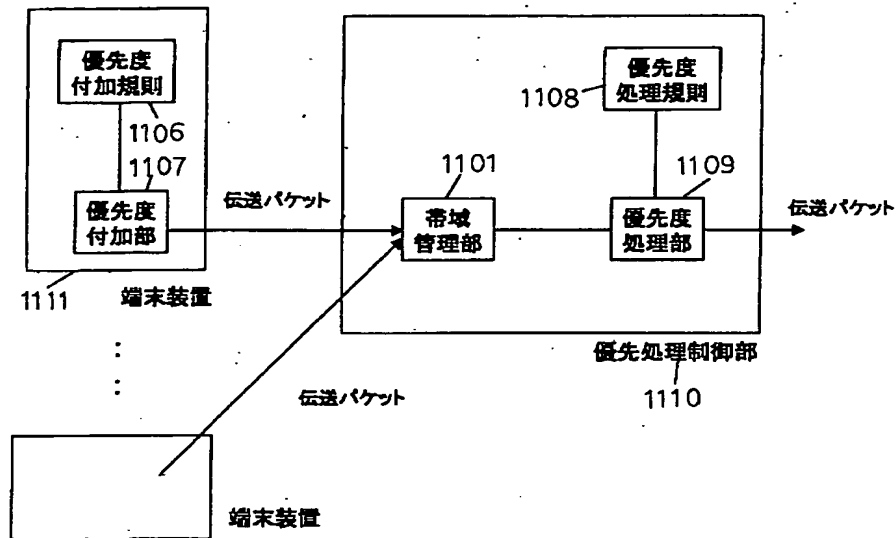 優先度
付加規則
1106
1107
優先度
付加部
1111
端末装置
伝送パケット
優先度
処理規則
1108
1101
帯域
管理部
1109
優先度
処理部
伝送パケット
優先処理制御部
1110
伝送パケット
端末装置